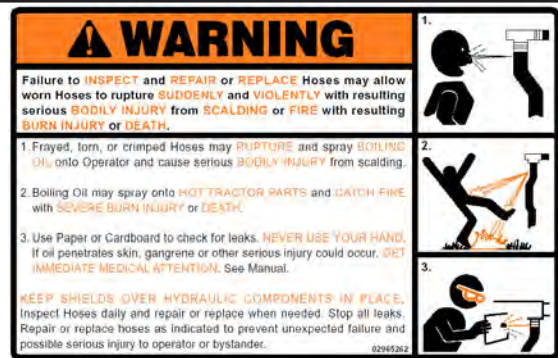 WARNING
Failure to INSPECT and REPAIR or REPLACE Hoses may allow
worn Hoses to rupture SUDDENLY and VIOLENTLY with resulting
serious BODILY INJURY from SCALDING or FIRE with resulting
BURN INJURY or DEATH.
1. Frayed, torn, or crimped Hoses may RUPTURE and spray BOILING
OIL onto Operator and cause serious BODILY INJURY from scalding.
2. Boiling Oil may spray onto HOT TRACTOR PARTS and CATCH FIRE
with SEVERE BURN INJURY or DEATH.
3. Use Paper or Cardboard to check for leaks. NEVER USE YOUR HAND.
If oil penetrates skin, gangrene or other serious injury could occur. GET
IMMEDIATE MEDICAL ATTENTION. See Manual.
KEEP SHIELDS OVER HYDRAULIC COMPONENTS IN PLACE.
Inspect Hoses daily and repair or replace when needed. Stop all leaks.
Repair or replace hoses as indicated to prevent unexpected failure and
possible serious injury to operator or bystander.
02965262
1.
2.
3.